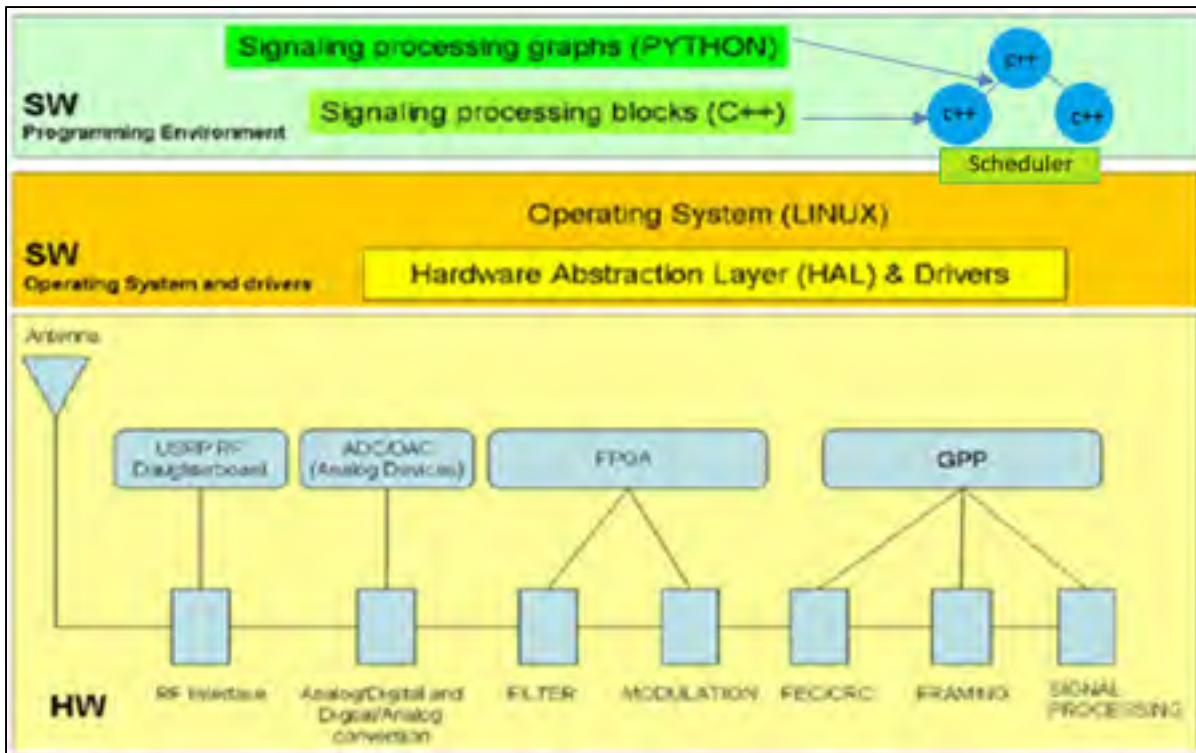 Signaling processing graphs (PYTHON)
c++
SW
Programming Environment
Signaling processing blocks (C++)
c++
c++
Scheduler
Operating System (LINUX)
SW
Operating System and drivers
Hardware Abstraction Layer (HAL) & Drivers
Antenna
USRP RF
Daughterboard
ADC/DAC
(Analog Devices)
FPGA
GPP
RF Interface
Analog/Digital and
Digital/Analog
conversion
FILTER
MODULATION
FEC/CRC
FRAMING
SIGNAL
PROCESSING
HW